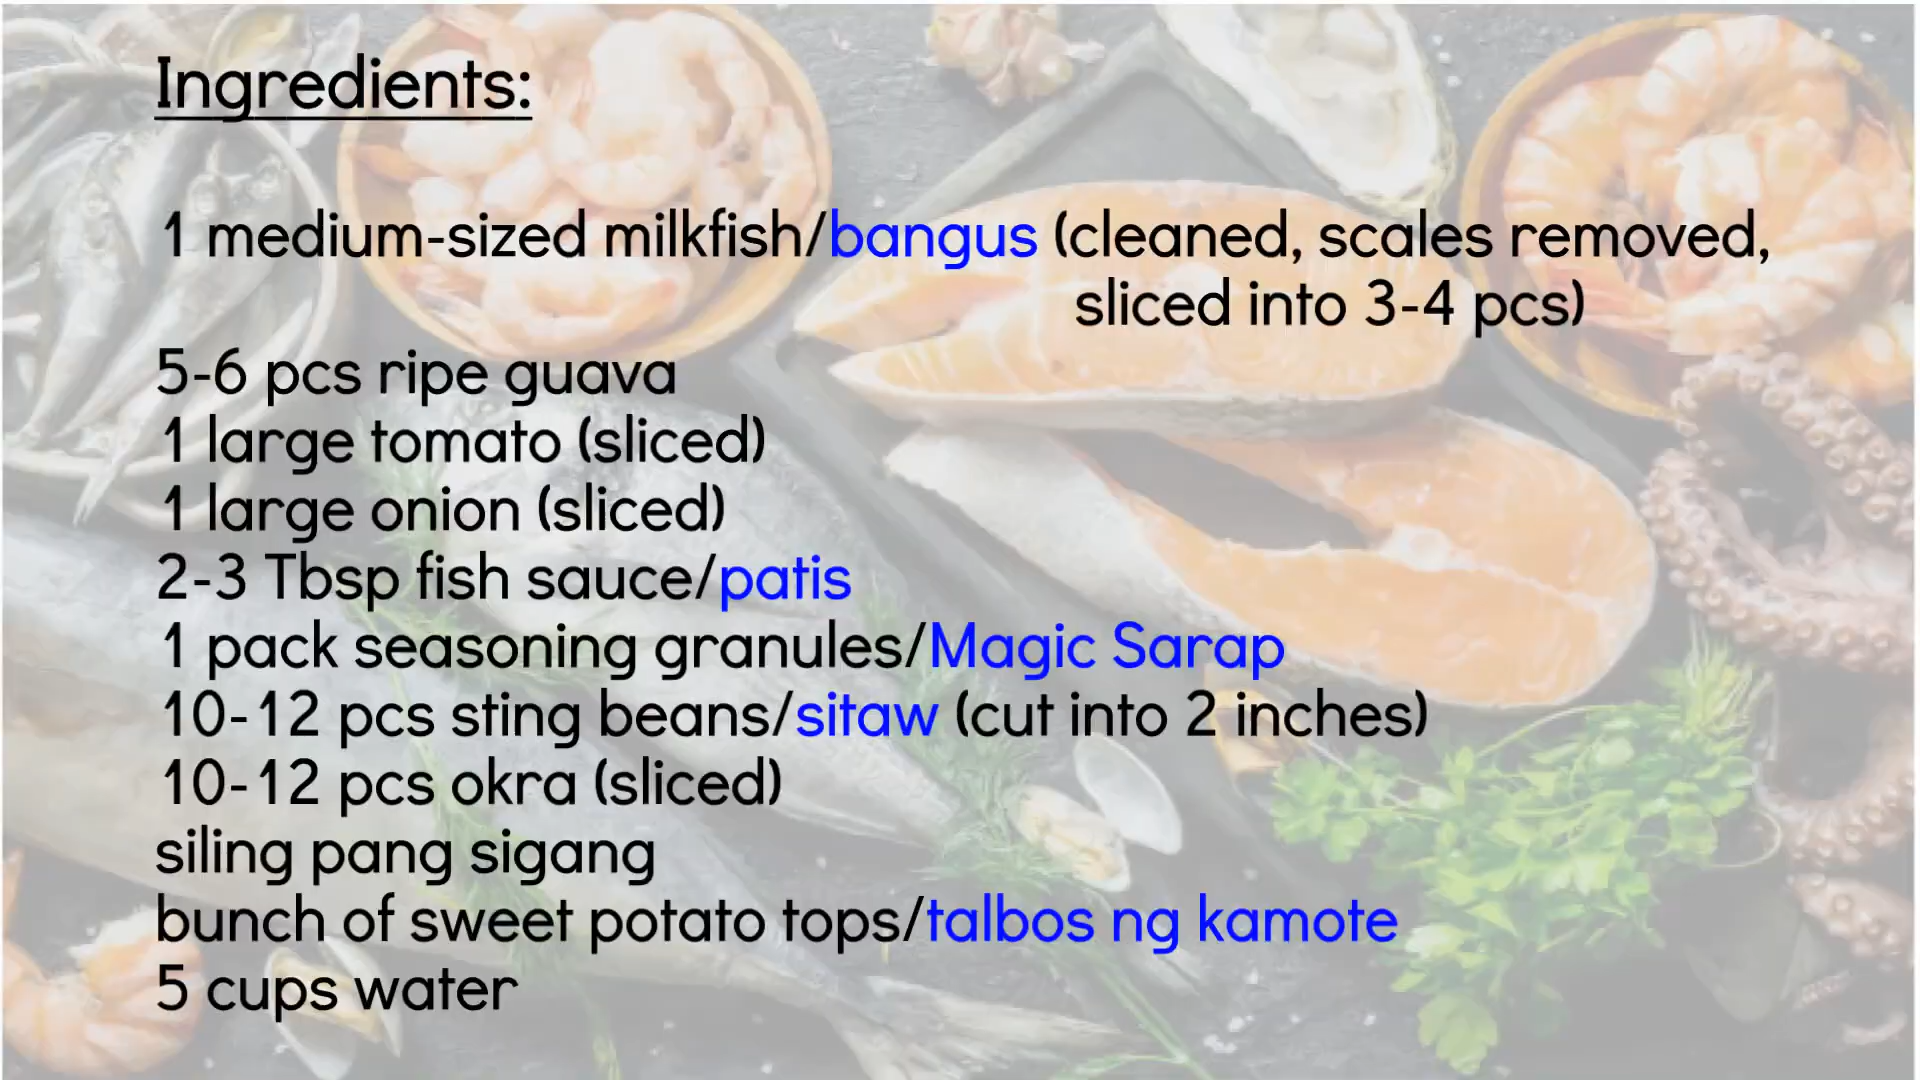 Ingredients:
1 medium-sized milkfish/bangus (cleaned, scales removed,
sliced into 3-4 pcs)
5-6 pcs ripe guava
1 large tomato (sliced)
1 large onion (sliced)
2-3 Tbsp fish sauce/patis
1 pack seasoning granules/Magic Sarap
10-12 pcs sting beans/sitaw (cut into 2 inches)
10-12 pcs okra (sliced)
siling pang sigang
bunch of sweet potato tops/talbos ng kamote
5 cups water